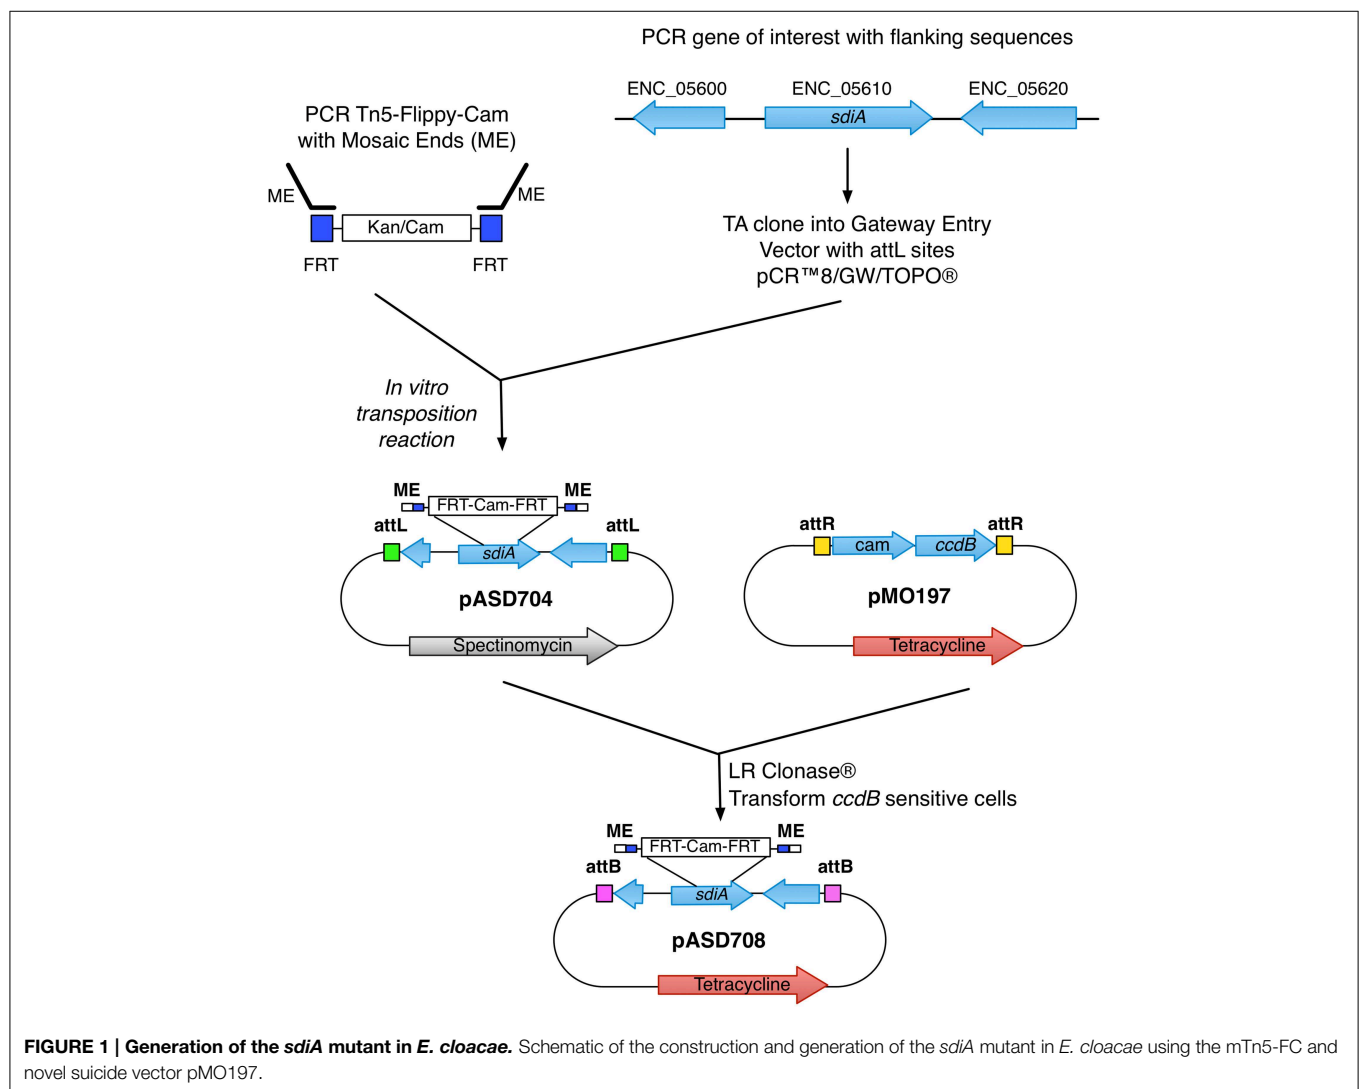 PCR gene of interest with flanking sequences
ENC_05600 ENC_05610 ENC_05620
sdiA
PCR Tn5-Flippy-Cam
with Mosaic Ends (ME)
ME ME
Kan/Cam
FRT FRT
TA clone into Gateway Entry
Vector with attL sites
pCR™8/GW/TOPO®
In vitro
transposition
reaction
ME FRT-Cam-FRT ME
attL attL
sdiA
pASD704
Spectinomycin
attR attR
cam ccdB
pMO197
Tetracycline
LR Clonase®
Transform ccdB sensitive cells
ME FRT-Cam-FRT ME
attB attB
sdiA
pASD708
Tetracycline
FIGURE 1 | Generation of the sdiA mutant in E. cloacae. Schematic of the construction and generation of the sdiA mutant in E. cloacae using the mTn5-FC and
novel suicide vector pMO197.